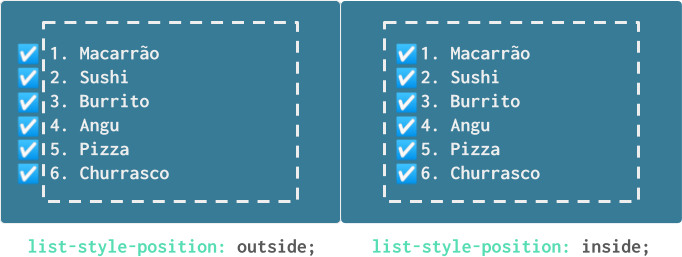 ✅ 1. Macarrão
✅ 2. Sushi
✅ 3. Burrito
✅ 4. Angu
✅ 5. Pizza
✅ 6. Churrasco
list-style-position: outside;
✅ 1. Macarrão
✅ 2. Sushi
✅ 3. Burrito
✅ 4. Angu
✅ 5. Pizza
✅ 6. Churrasco
list-style-position: inside;